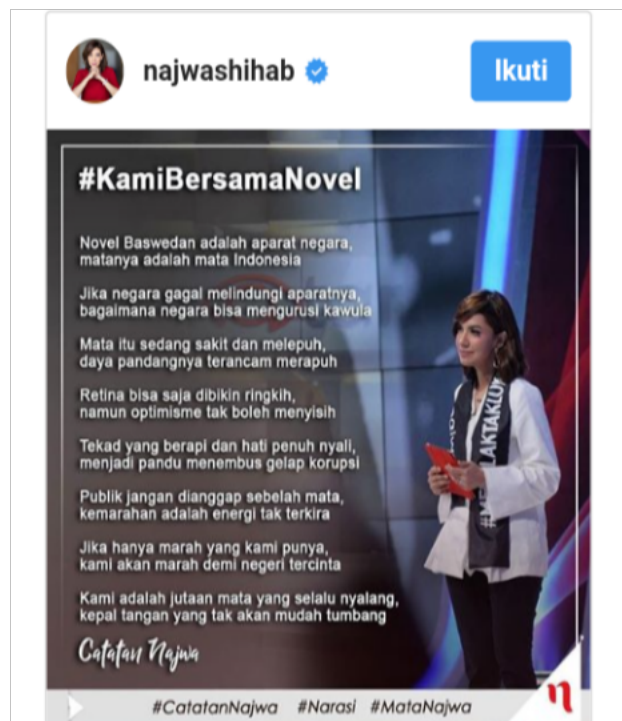 najwashihab
Ikuti
#KamiBersamaNovel
Novel Baswedan adalah aparat negara,
matanya adalah mata Indonesia
Jika negara gagal melindungi aparatnya,
bagaimana negara bisa mengurusi kawula
Mata itu sedang sakit dan melepuh,
daya pandangnya terancam merapuh
Retina bisa saja dibikin ringkih,
namun optimisme tak boleh menyisih
Tekad yang berapi dan hati penuh nyali,
menjadi pandu menembus gelap korupsi
Publik jangan dianggap sebelah mata,
kemarahan adalah energi tak terkira
Jika hanya marah yang kami punya,
kami akan marah demi negeri tercinta
Kami adalah jutaan mata yang selalu nyalang,
kepal tangan yang tak akan mudah tumbang
Catatan Najwa
#CatatanNajwa #Narasi #MataNajwa